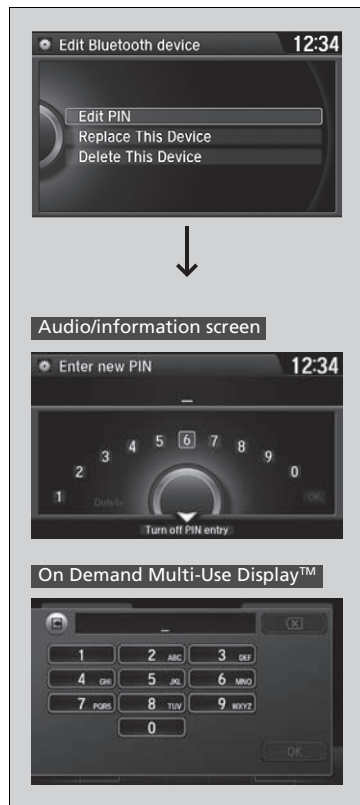 Edit Bluetooth device 12:34
Edit PIN
Replace This Device
Delete This Device
Audio/information screen
Enter new PIN 12:34
_
1 2 3 4 5 6 7 8 9 0
Delete OK
Turn off PIN entry
On Demand Multi-Use Display™
_
1 2 ABC 3 DEF
4 GHI 5 JKL 6 MNO
7 PQRS 8 TUV 9 WXYZ
0
OK